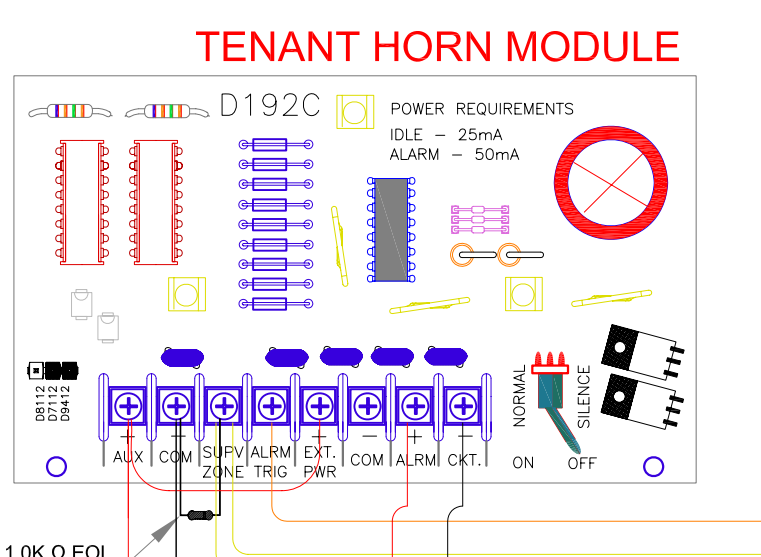 TENANT HORN MODULE
D192C
POWER REQUIREMENTS
IDLE – 25mA
ALARM – 50mA
D8112
D7112
D9412
NORMAL
SILENCE
ON OFF
+ – + – + –
AUX COM SUPV ALRM EXT. COM ALRM CKT.
ZONE TRIG PWR
1.0K Ω EOL